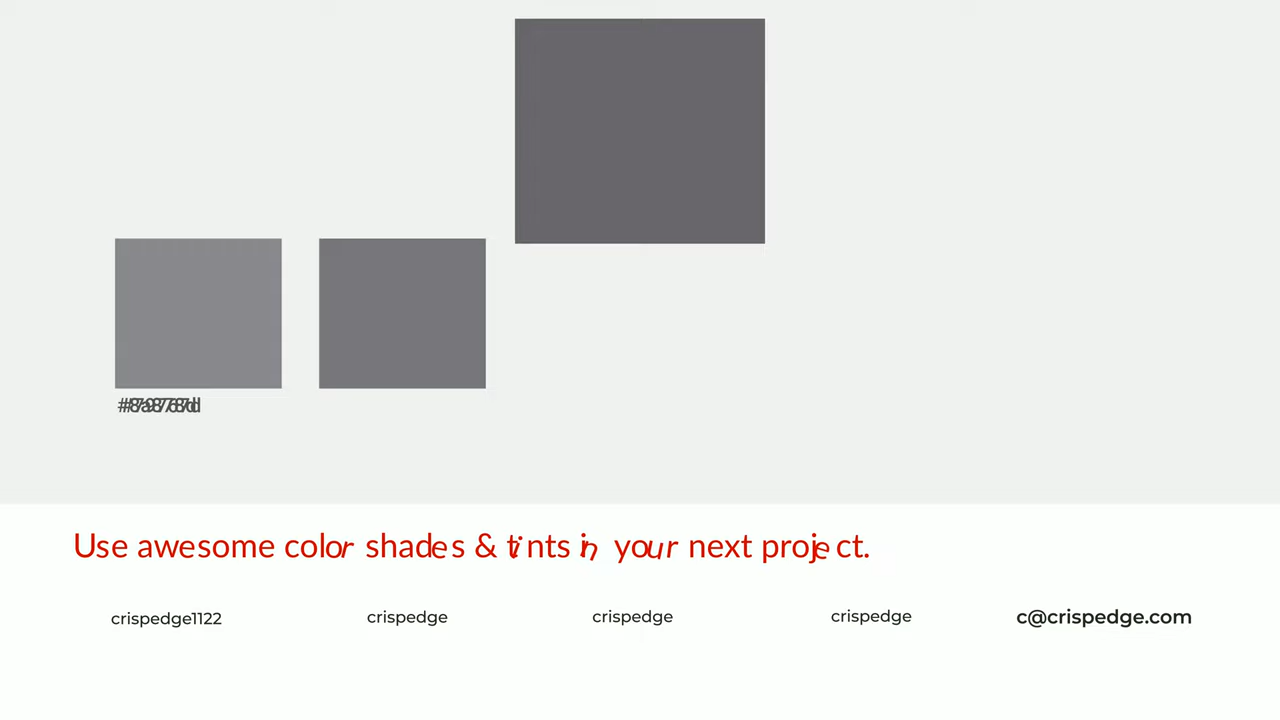 Use awesome color shades & tints in your next project.
crispedge1122 crispedge crispedge crispedge c@crispedge.com